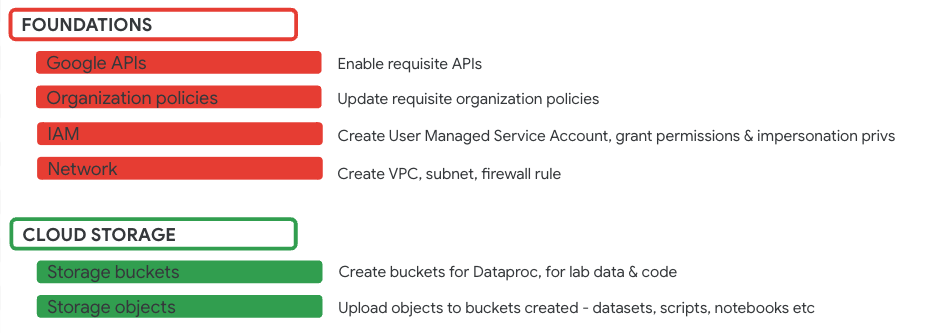 FOUNDATIONS
Google APIs Enable requisite APIs
Organization policies Update requisite organization policies
IAM Create User Managed Service Account, grant permissions & impersonation privs
Network Create VPC, subnet, firewall rule
CLOUD STORAGE
Storage buckets Create buckets for Dataproc, for lab data & code
Storage objects Upload objects to buckets created - datasets, scripts, notebooks etc